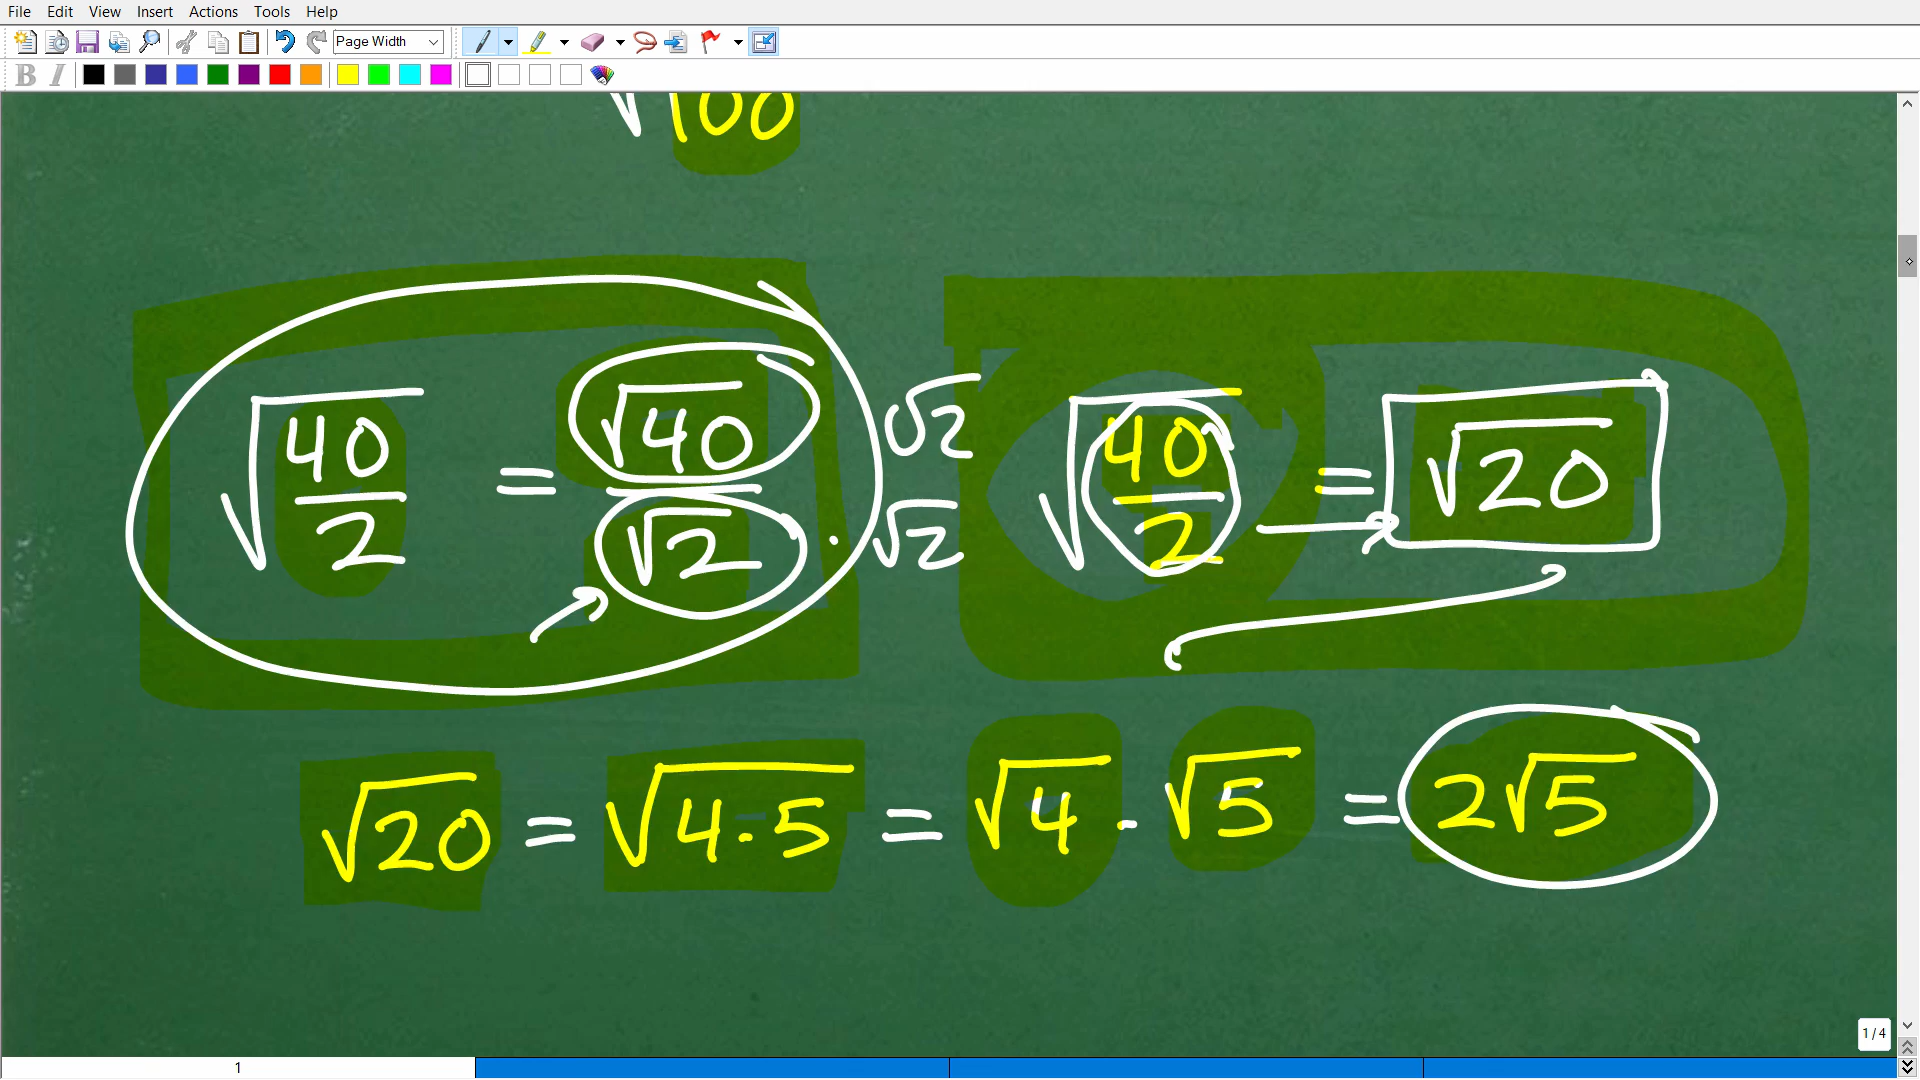 File Edit View Insert Actions Tools Help
Page Width
B I
√100
√(40/2) = √40/√2 · √2/√2
√(40/2) = √20
√20 = √4·5 = √4 · √5 = 2√5
1 / 4
1